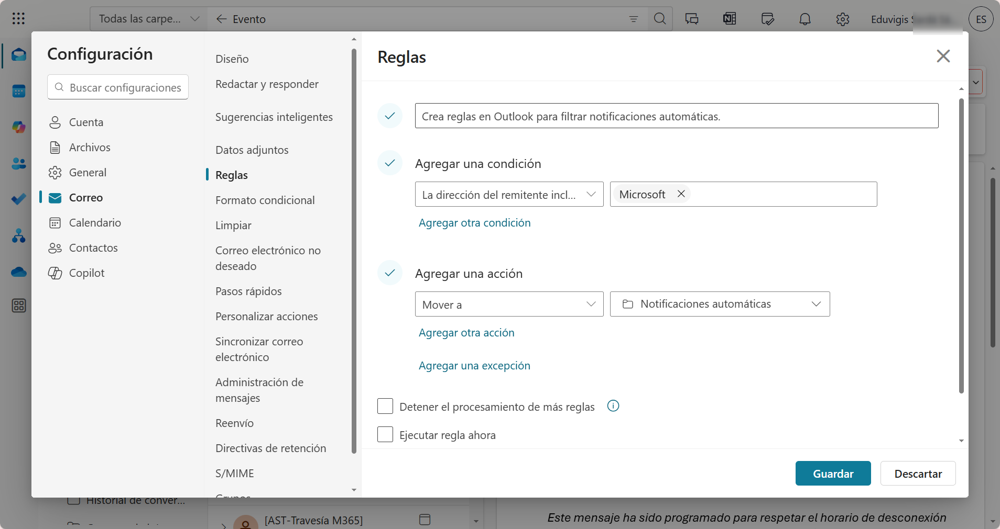 Todas las carpe...
Evento
Eduvigis
ES
Configuración
Buscar configuraciones
Cuenta
Archivos
General
Correo
Calendario
Contactos
Copilot
Diseño
Redactar y responder
Sugerencias inteligentes
Datos adjuntos
Reglas
Formato condicional
Limpiar
Correo electrónico no
deseado
Pasos rápidos
Personalizar acciones
Sincronizar correo
electrónico
Administración de
mensajes
Reenvío
Directivas de retención
S/MIME
Grupos
Reglas
Crea reglas en Outlook para filtrar notificaciones automáticas.
Agregar una condición
La dirección del remitente incl...
Microsoft
Agregar otra condición
Agregar una acción
Mover a
Notificaciones automáticas
Agregar otra acción
Agregar una excepción
Detener el procesamiento de más reglas
Ejecutar regla ahora
Guardar
Descartar
Historial de conver...
[AST-Travesía M365]
Este mensaje ha sido programado para respetar el horario de desconexión